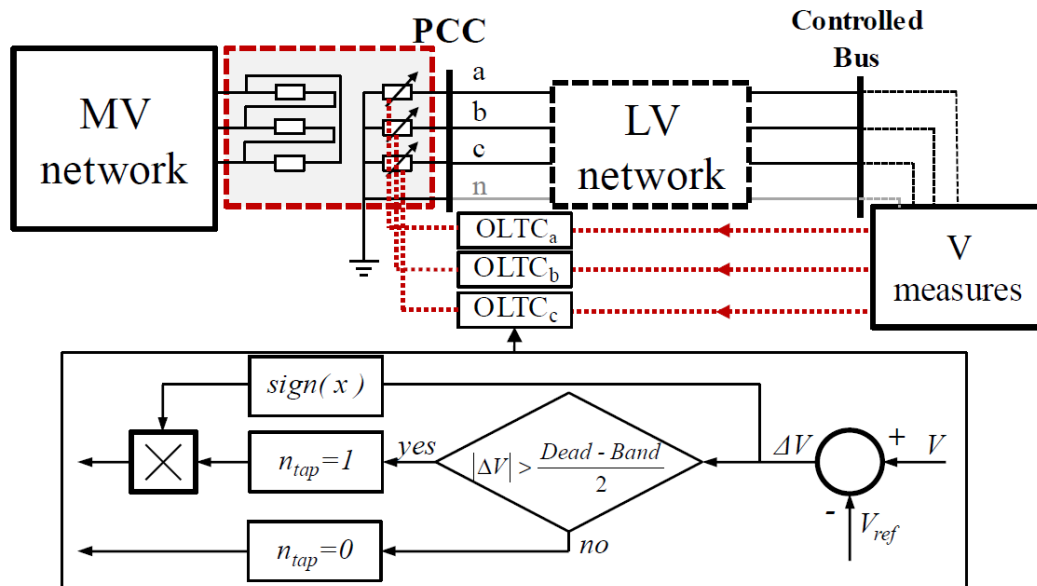 PCC
Controlled
Bus
MV
network
a
b
c
n
LV
network
OLTCa
OLTCb
OLTCc
V
measures
sign( x )
yes
ntap=1
|ΔV| > Dead - Band
2
ΔV
+
V
-
Vref
no
ntap=0